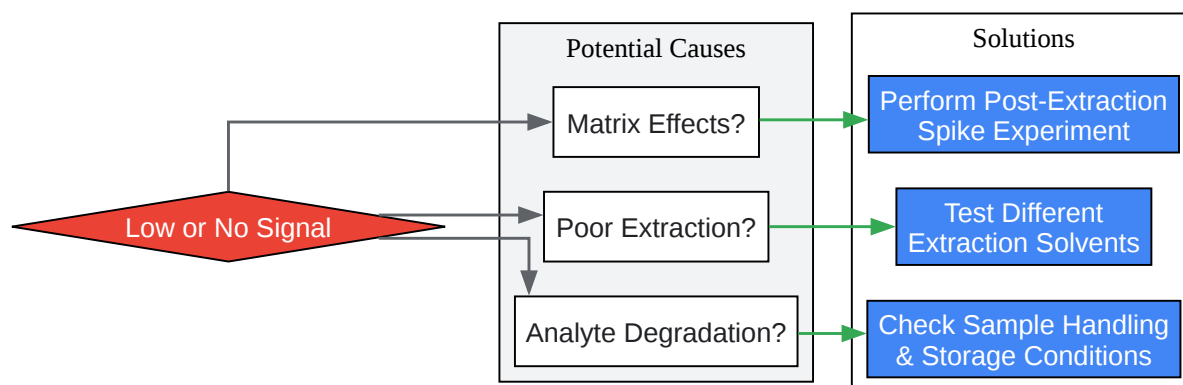 Potential Causes
Solutions
Matrix Effects?
Perform Post-Extraction
Spike Experiment
Low or No Signal
Poor Extraction?
Test Different
Extraction Solvents
Analyte Degradation?
Check Sample Handling
& Storage Conditions